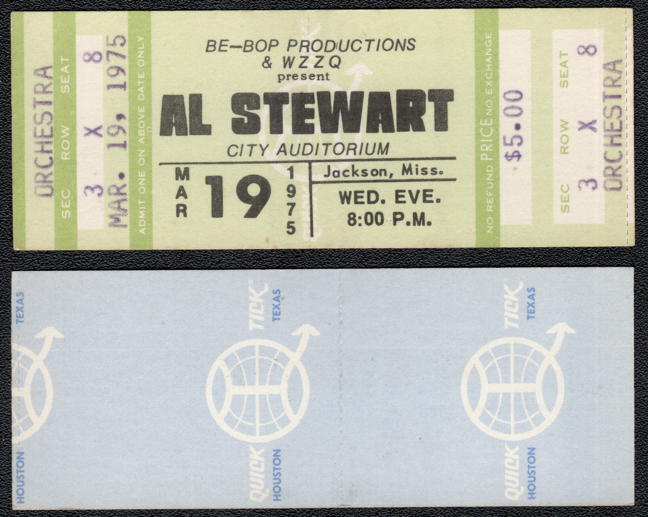 ORCHESTRA
SEC 3 ROW X SEAT 8
MAR. 19, 1975
ADMIT ONE ON ABOVE DATE ONLY
BE-BOP PRODUCTIONS
& WZZQ
present
AL STEWART
CITY AUDITORIUM
MAR 19 1975
Jackson, Miss.
WED. EVE.
8:00 P.M.
NO REFUND PRICE NO EXCHANGE
$5.00
SEC 3 ROW X SEAT 8
ORCHESTRA
HOUSTON TEXAS
QUICK TICK
HOUSTON TEXAS
QUICK TICK
HOUSTON TEXAS